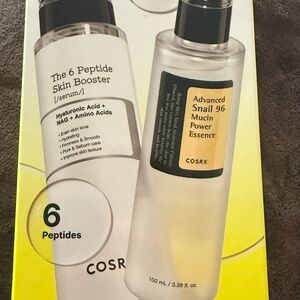 The 6 Peptide
Skin Booster
[/serum/]
Hyaluronic Acid +
NAG + Amino Acids
• Even skin tone
• Hydrating
• Firmness & Smooth
• Pore & Sebum care
• Improve skin texture
6
Peptides
COSR
Advanced
Snail 96
Mucin
Power
Essence
COSRX
100 mL / 3.38 fl. oz.